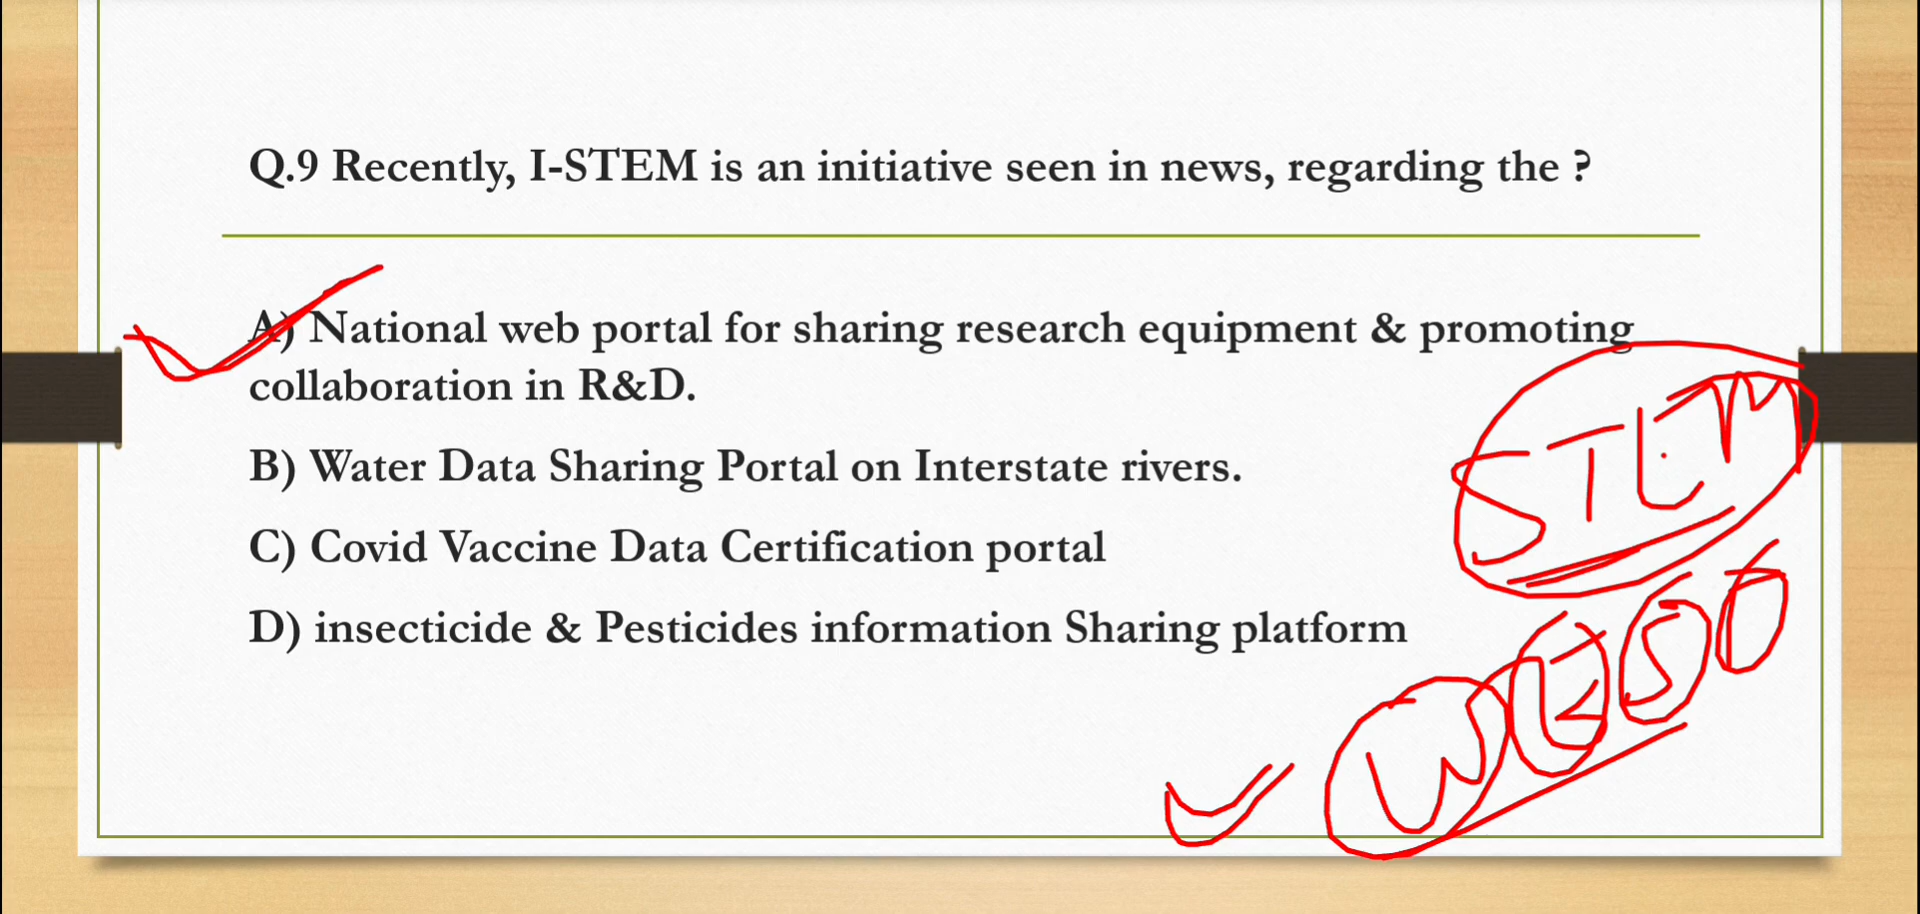 Q.9 Recently, I-STEM is an initiative seen in news, regarding the ?
A) National web portal for sharing research equipment & promoting
collaboration in R&D.
B) Water Data Sharing Portal on Interstate rivers.
C) Covid Vaccine Data Certification portal
D) insecticide & Pesticides information Sharing platform
STEM